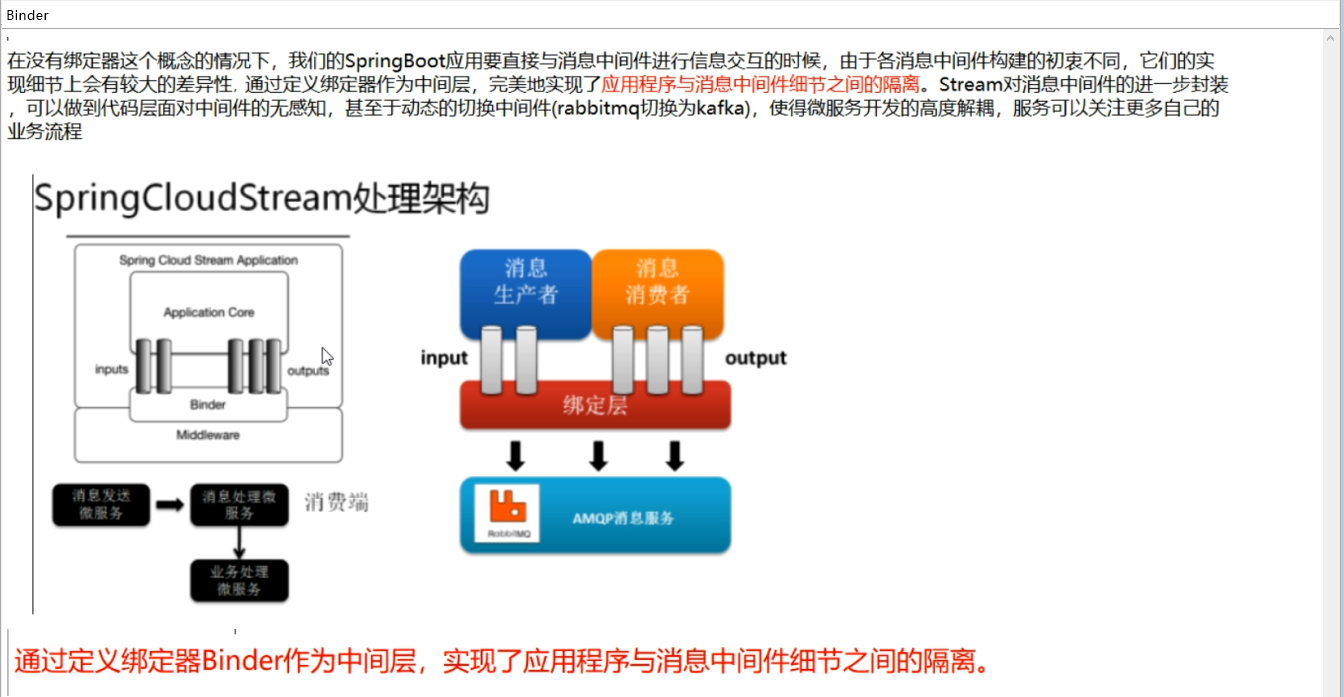 Binder
在没有绑定器这个概念的情况下，我们的SpringBoot应用要直接与消息中间件进行信息交互的时候，由于各消息中间件构建的初衷不同，它们的实
现细节上会有较大的差异性. 通过定义绑定器作为中间层，完美地实现了应用程序与消息中间件细节之间的隔离。Stream对消息中间件的进一步封装
，可以做到代码层面对中间件的无感知，甚至于动态的切换中间件(rabbitmq切换为kafka)，使得微服务开发的高度解耦，服务可以关注更多自己的
业务流程
SpringCloudStream处理架构
Spring Cloud Stream Application
Application Core
inputs
outputs
Binder
Middleware
消息发送
微服务
消息处理微
服务
消费端
业务处理
微服务
消息
生产者
消息
消费者
input
output
绑定层
RabbitMQ
AMQP消息服务
通过定义绑定器Binder作为中间层，实现了应用程序与消息中间件细节之间的隔离。